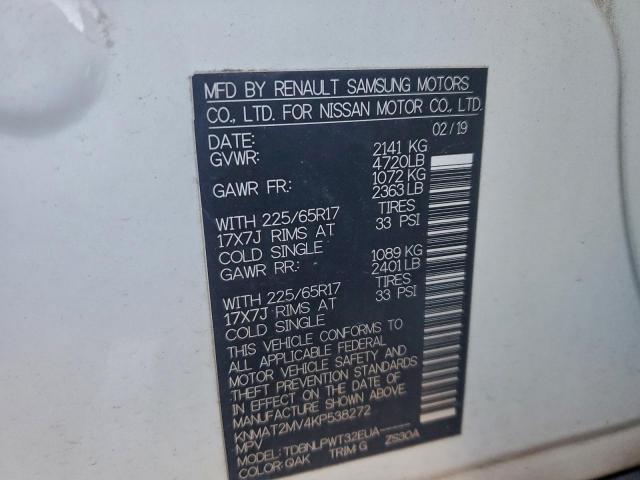 MFD BY RENAULT SAMSUNG MOTORS
CO., LTD. FOR NISSAN MOTOR CO., LTD.
DATE: 02/19
GVWR: 2141 KG
4720LB
GAWR FR: 1072 KG
2363 LB
WITH 225/65R17 TIRES
17X7J RIMS AT 33 PSI
COLD SINGLE
GAWR RR: 1089 KG
2401 LB
WITH 225/65R17 TIRES
17X7J RIMS AT 33 PSI
COLD SINGLE
THIS VEHICLE CONFORMS TO
ALL APPLICABLE FEDERAL
MOTOR VEHICLE SAFETY AND
THEFT PREVENTION STANDARDS
IN EFFECT ON THE DATE OF
MANUFACTURE SHOWN ABOVE.
KNMAT2MV4KP538272
MPV
MODEL: TDBNLPWT32EUA-----
COLOR: QAK TRIM: G ZS30A